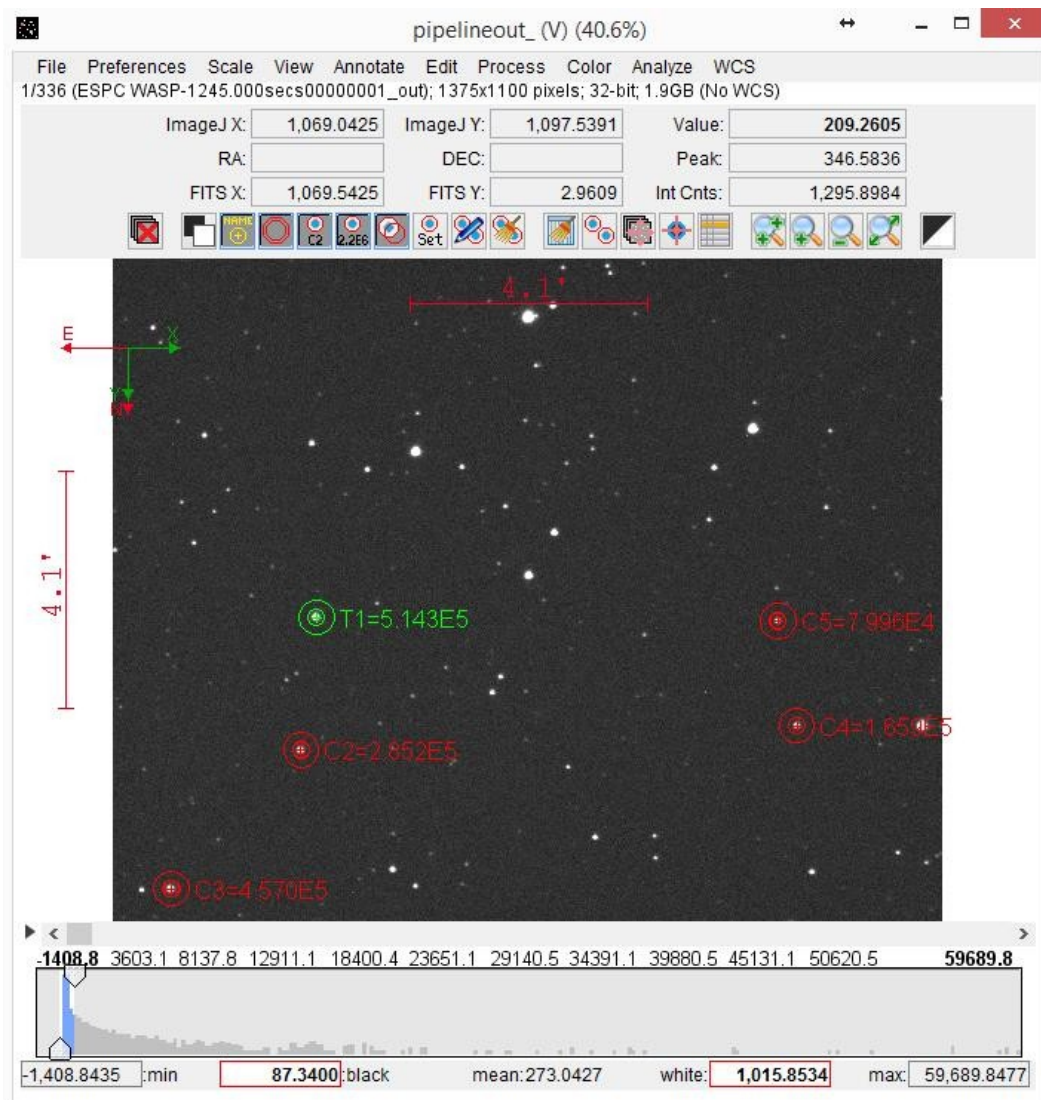 pipelineout_ (V) (40.6%)
File Preferences Scale View Annotate Edit Process Color Analyze WCS
1/336 (ESPC WASP-1245.000secs00000001_out); 1375x1100 pixels; 32-bit; 1.9GB (No WCS)
ImageJ X: 1,069.0425 ImageJ Y: 1,097.5391 Value: 209.2605
RA: DEC: Peak: 346.5836
FITS X: 1,069.5425 FITS Y: 2.9609 Int Cnts: 1,295.8984
NAME C2 2.2E6 Set
4.1'
E X
Y
N
4.1'
T1=5.143E5
C5=7.996E4
C4=1.659E5
C2=2.852E5
C3=4.570E5
-1408.8 3603.1 8137.8 12911.1 18400.4 23651.1 29140.5 34391.1 39880.5 45131.1 50620.5 59689.8
-1,408.8435 :min 87.3400 :black mean:273.0427 white: 1,015.8534 max: 59,689.8477